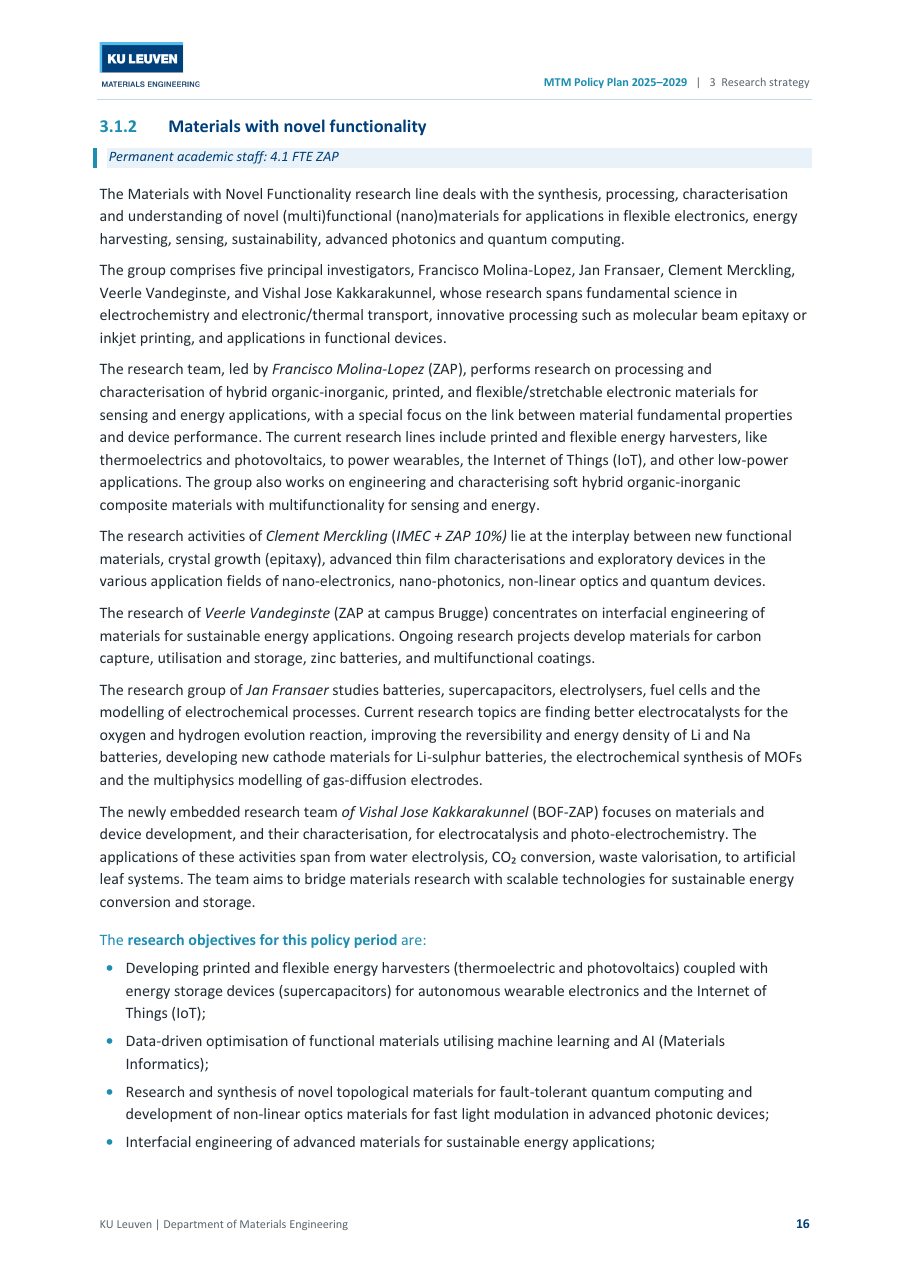 KU LEUVEN
MATERIALS ENGINEERING
MTM Policy Plan 2025–2029 | 3 Research strategy
3.1.2 Materials with novel functionality
Permanent academic staff: 4.1 FTE ZAP
The Materials with Novel Functionality research line deals with the synthesis, processing, characterisation
and understanding of novel (multi)functional (nano)materials for applications in flexible electronics, energy
harvesting, sensing, sustainability, advanced photonics and quantum computing.
The group comprises five principal investigators, Francisco Molina-Lopez, Jan Fransaer, Clement Merckling,
Veerle Vandeginste, and Vishal Jose Kakkarakunnel, whose research spans fundamental science in
electrochemistry and electronic/thermal transport, innovative processing such as molecular beam epitaxy or
inkjet printing, and applications in functional devices.
The research team, led by Francisco Molina-Lopez (ZAP), performs research on processing and
characterisation of hybrid organic-inorganic, printed, and flexible/stretchable electronic materials for
sensing and energy applications, with a special focus on the link between material fundamental properties
and device performance. The current research lines include printed and flexible energy harvesters, like
thermoelectrics and photovoltaics, to power wearables, the Internet of Things (IoT), and other low-power
applications. The group also works on engineering and characterising soft hybrid organic-inorganic
composite materials with multifunctionality for sensing and energy.
The research activities of Clement Merckling (IMEC + ZAP 10%) lie at the interplay between new functional
materials, crystal growth (epitaxy), advanced thin film characterisations and exploratory devices in the
various application fields of nano-electronics, nano-photonics, non-linear optics and quantum devices.
The research of Veerle Vandeginste (ZAP at campus Brugge) concentrates on interfacial engineering of
materials for sustainable energy applications. Ongoing research projects develop materials for carbon
capture, utilisation and storage, zinc batteries, and multifunctional coatings.
The research group of Jan Fransaer studies batteries, supercapacitors, electrolysers, fuel cells and the
modelling of electrochemical processes. Current research topics are finding better electrocatalysts for the
oxygen and hydrogen evolution reaction, improving the reversibility and energy density of Li and Na
batteries, developing new cathode materials for Li-sulphur batteries, the electrochemical synthesis of MOFs
and the multiphysics modelling of gas-diffusion electrodes.
The newly embedded research team of Vishal Jose Kakkarakunnel (BOF-ZAP) focuses on materials and
device development, and their characterisation, for electrocatalysis and photo-electrochemistry. The
applications of these activities span from water electrolysis, CO₂ conversion, waste valorisation, to artificial
leaf systems. The team aims to bridge materials research with scalable technologies for sustainable energy
conversion and storage.
The research objectives for this policy period are:
• Developing printed and flexible energy harvesters (thermoelectric and photovoltaics) coupled with
energy storage devices (supercapacitors) for autonomous wearable electronics and the Internet of
Things (IoT);
• Data-driven optimisation of functional materials utilising machine learning and AI (Materials
Informatics);
• Research and synthesis of novel topological materials for fault-tolerant quantum computing and
development of non-linear optics materials for fast light modulation in advanced photonic devices;
• Interfacial engineering of advanced materials for sustainable energy applications;
KU Leuven | Department of Materials Engineering
16